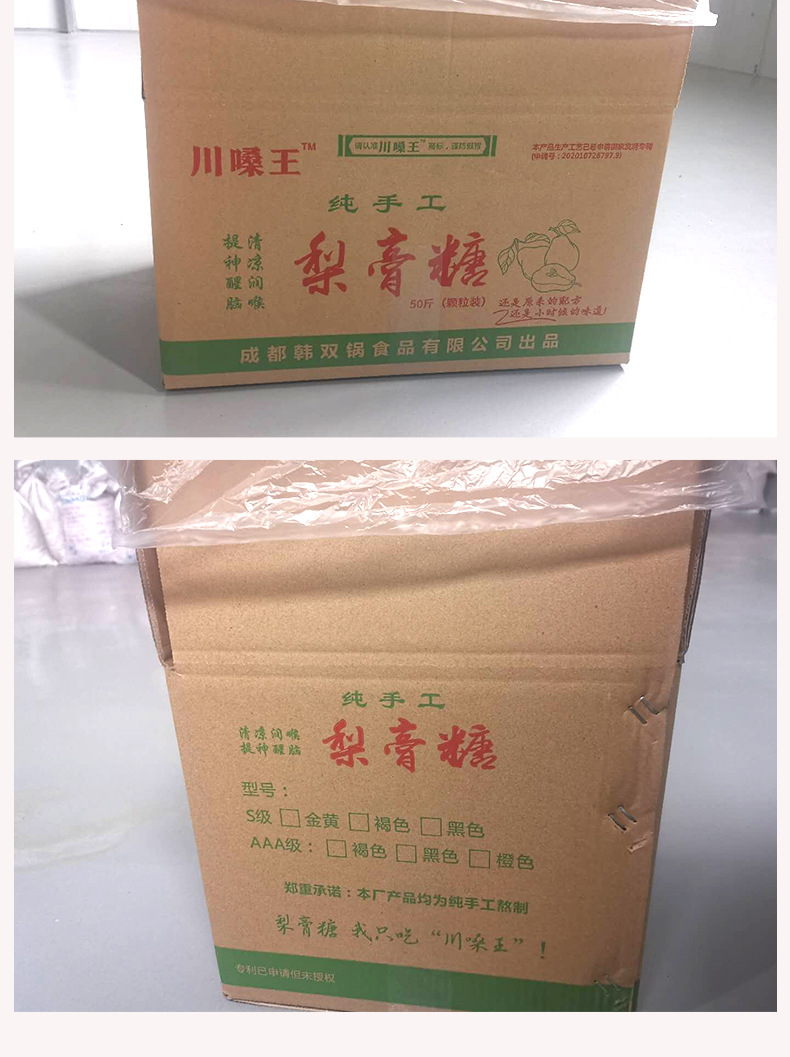 川嗓王™
请认准川嗓王™商标，谨防假冒
本产品生产工艺已经申请国家发明专利
(申请号：202010728797.9)
纯手工
清凉润喉
提神醒脑
梨膏糖
50斤（颗粒装）
还是原来的配方
还是小时候的味道!
成都韩双锅食品有限公司出品
纯手工
清凉润喉
提神醒脑
梨膏糖
型号：
S级 金黄 褐色 黑色
AAA级： 褐色 黑色 橙色
郑重承诺：本厂产品均为纯手工熬制
梨膏糖 我只吃“川嗓王”！
专利已申请但未授权